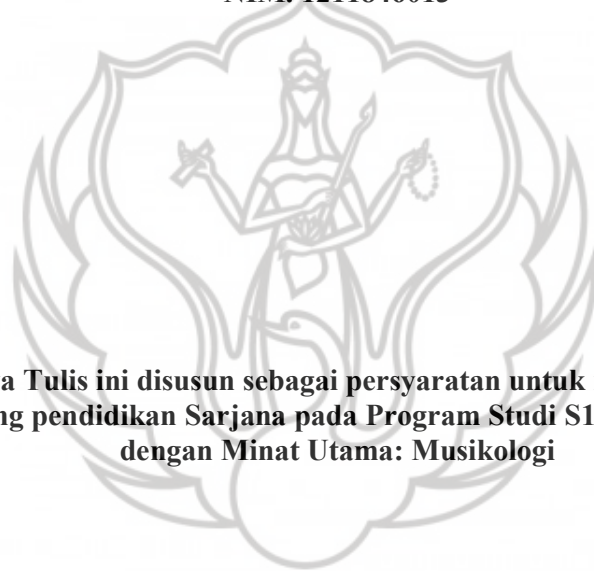 a Tulis ini disusun sebagai persyaratan untuk
ng pendidikan Sarjana pada Program Studi S1
dengan Minat Utama: Musikologi